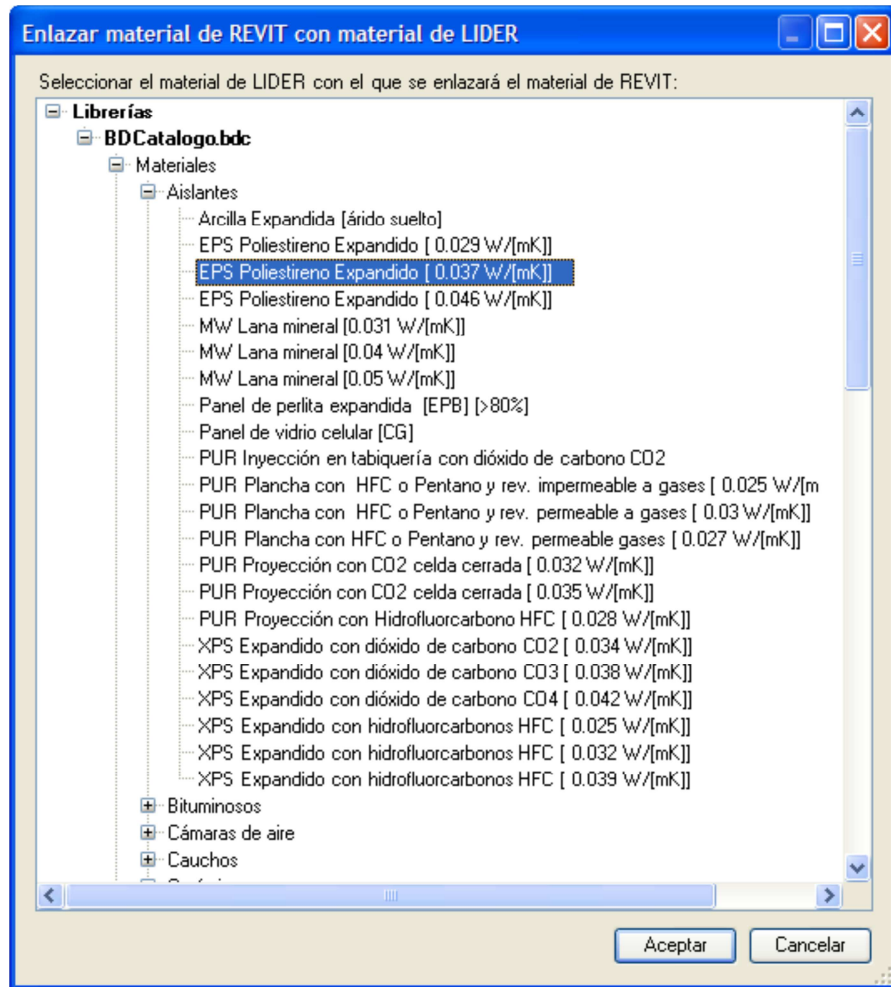 Enlazar material de REVIT con material de LIDER
Seleccionar el material de LIDER con el que se enlazará el material de REVIT:
Librerías
BDCatalogo.bdc
Materiales
Aislantes
Arcilla Expandida [árido suelto]
EPS Poliestireno Expandido [ 0.029 W/[mK]]
EPS Poliestireno Expandido [ 0.037 W/[mK]]
EPS Poliestireno Expandido [ 0.046 W/[mK]]
MW Lana mineral [0.031 W/[mK]]
MW Lana mineral [0.04 W/[mK]]
MW Lana mineral [0.05 W/[mK]]
Panel de perlita expandida  [EPB] [>80%]
Panel de vidrio celular [CG]
PUR Inyección en tabiquería con dióxido de carbono CO2
PUR Plancha con  HFC o Pentano y rev. impermeable a gases [ 0.025 W/[m
PUR Plancha con  HFC o Pentano y rev. permeable a gases [ 0.03 W/[mK]]
PUR Plancha con HFC o Pentano y rev. permeable gases [ 0.027 W/[mK]]
PUR Proyección con CO2 celda cerrada [ 0.032 W/[mK]]
PUR Proyección con CO2 celda cerrada [ 0.035 W/[mK]]
PUR Proyección con Hidrofluorcarbono HFC [ 0.028 W/[mK]]
XPS Expandido con dióxido de carbono CO2 [ 0.034 W/[mK]]
XPS Expandido con dióxido de carbono CO3 [ 0.038 W/[mK]]
XPS Expandido con dióxido de carbono CO4 [ 0.042 W/[mK]]
XPS Expandido con hidrofluorcarbonos HFC [ 0.025 W/[mK]]
XPS Expandido con hidrofluorcarbonos HFC [ 0.032 W/[mK]]
XPS Expandido con hidrofluorcarbonos HFC [ 0.039 W/[mK]]
Bituminosos
Cámaras de aire
Cauchos
Aceptar
Cancelar